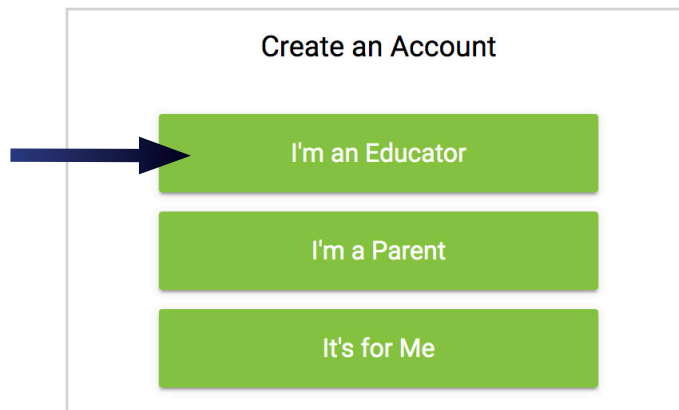 Create an Account
I'm an Educator
I'm a Parent
It's for Me